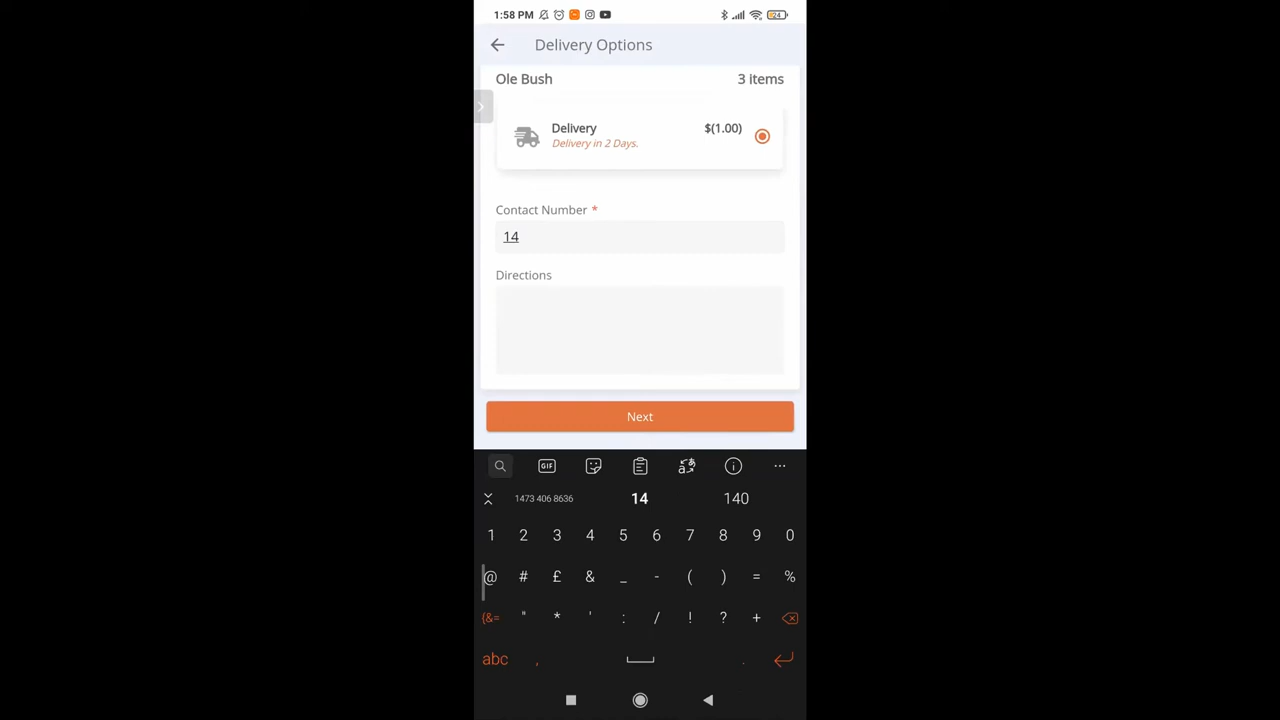 1:58 PM 24
Delivery Options
Ole Bush 3 items
Delivery $(1.00)
Delivery in 2 Days.
Contact Number *
14
Directions
Next
GIF
1473 406 8636 14 140
1 2 3 4 5 6 7 8 9 0
@ # £ & _ - ( ) = %
{&= " * ' : / ! ? +
abc , .